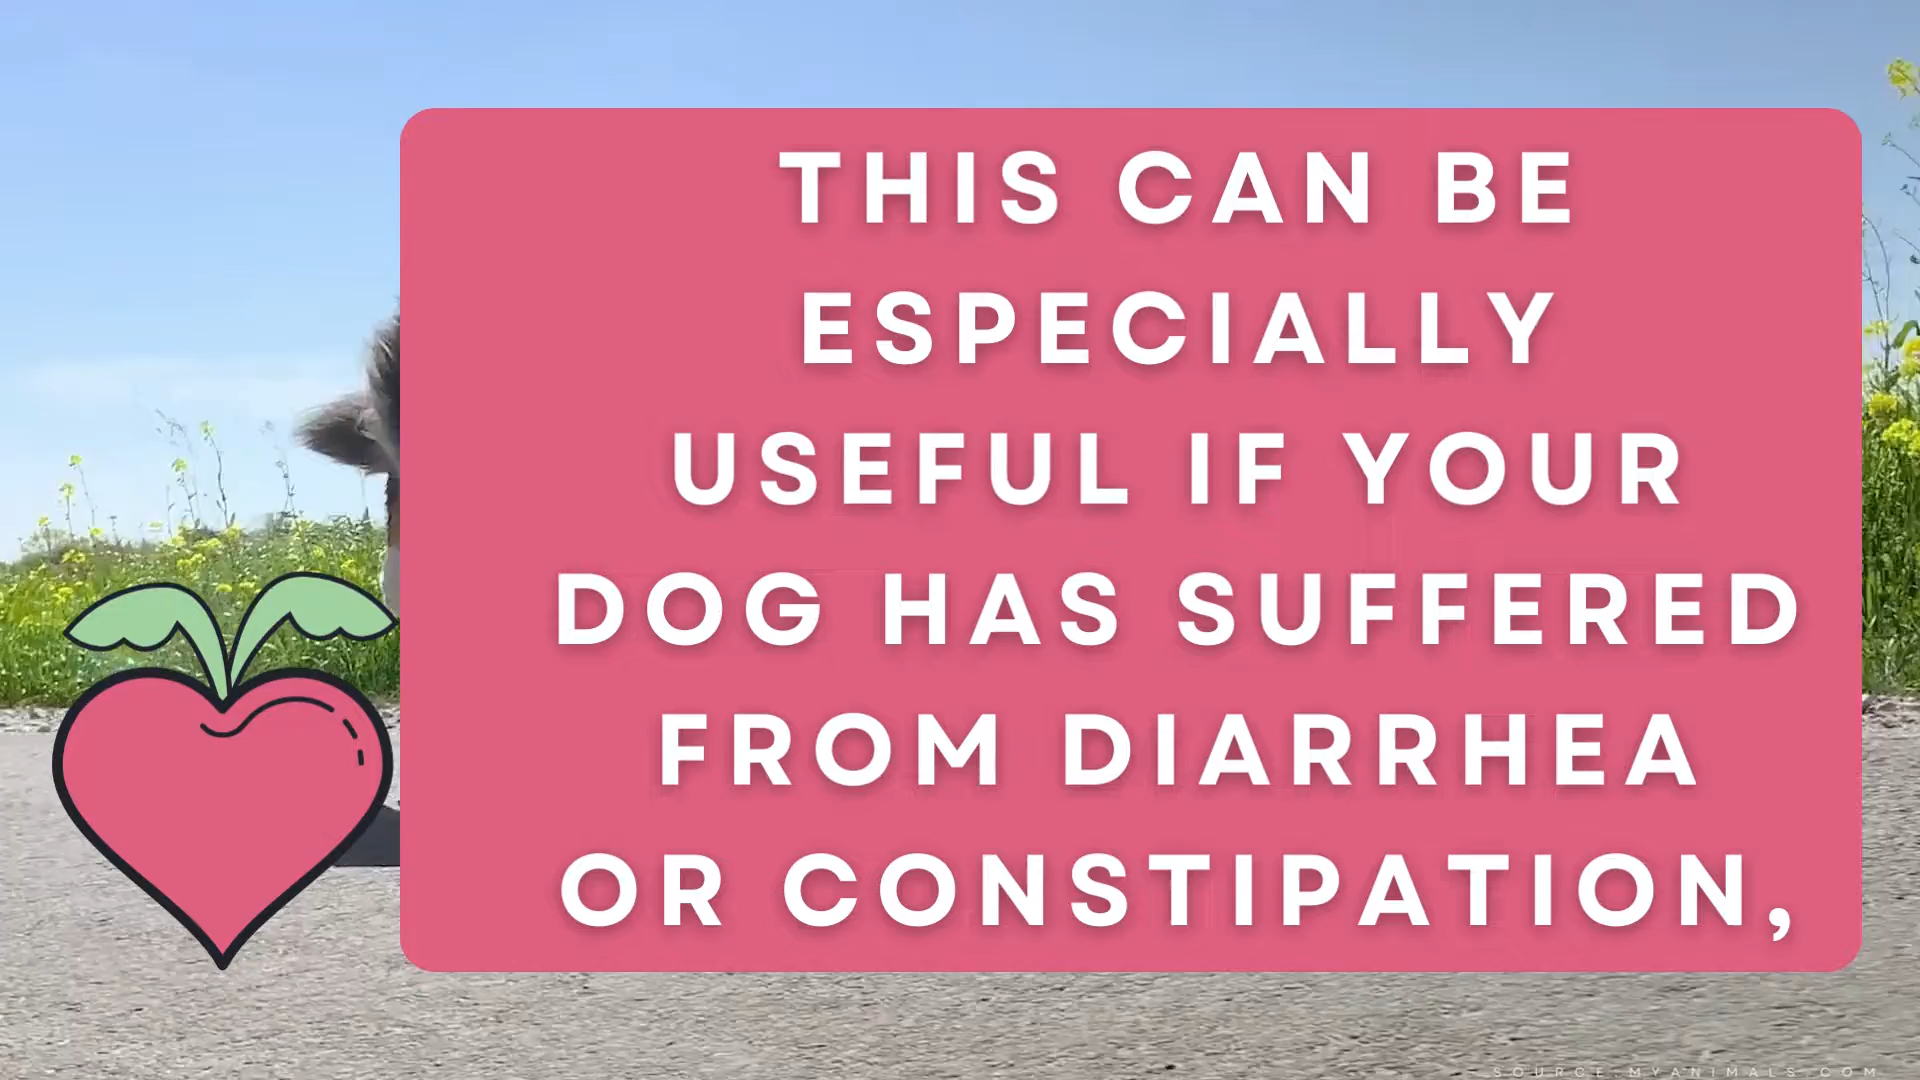 THIS CAN BE
ESPECIALLY
USEFUL IF YOUR
DOG HAS SUFFERED
FROM DIARRHEA
OR CONSTIPATION,
SOURCE:MYANIMALS.COM